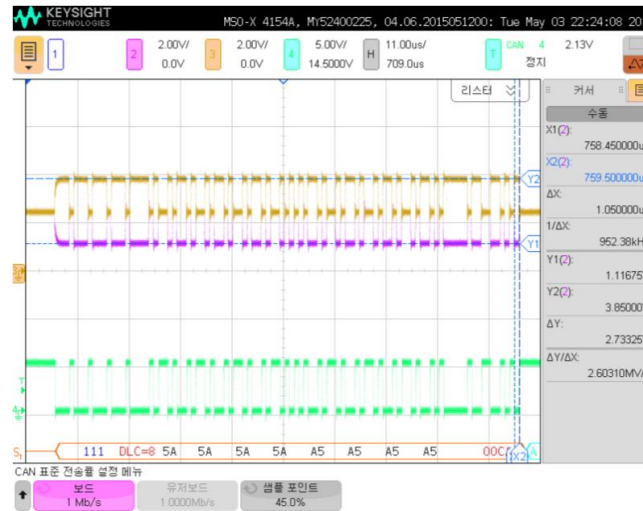 KEYSIGHT
TECHNOLOGIES
MSO-X 4154A, MY52400225, 04.06.2015051200: Tue May 03 22:24:08 20
1
2 2.00V/ 0.0V
3 2.00V/ 0.0V
4 5.00V/ 14.5000V
H 11.00us/ 709.0us
T CAN 4 정지 2.13V
리스터
커서
수동
X1(2):
758.450000u
X2(2):
759.500000u
ΔX:
1.050000u
1/ΔX:
952.38kH
Y1(2):
1.11675
Y2(2):
3.85000
ΔY:
2.73325
ΔY/ΔX:
2.60310MV/
Y2
Y1
T
4
S1 111 DLC=8 5A 5A 5A 5A A5 A5 A5 A5 00C X2 A
CAN 표준 전송률 설정 메뉴
보드
1 Mb/s
유저보드
1.0000Mb/s
샘플 포인트
45.0%